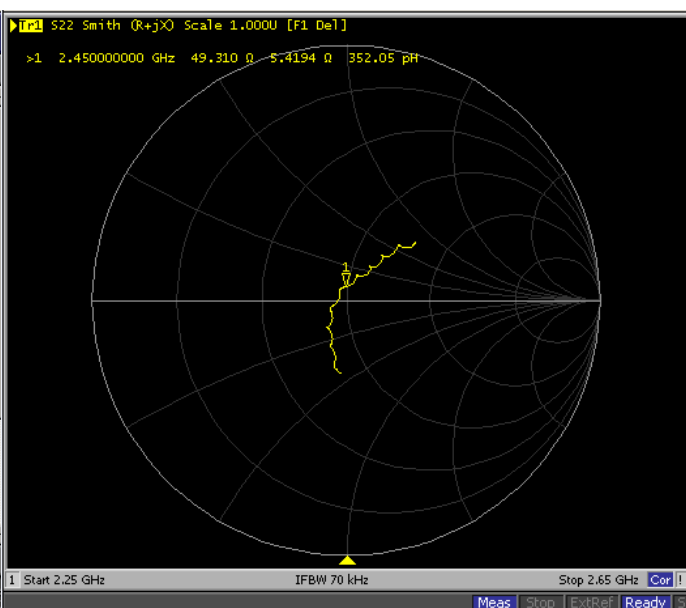 Tr1 S22 Smith (R+jX) Scale 1.000U [F1 Del]
>1 2.450000000 GHz 49.310 Ω 5.4194 Ω 352.05 pH
1
1 Start 2.25 GHz IFBW 70 kHz Stop 2.65 GHz Cor !
Meas Stop ExtRef Ready S